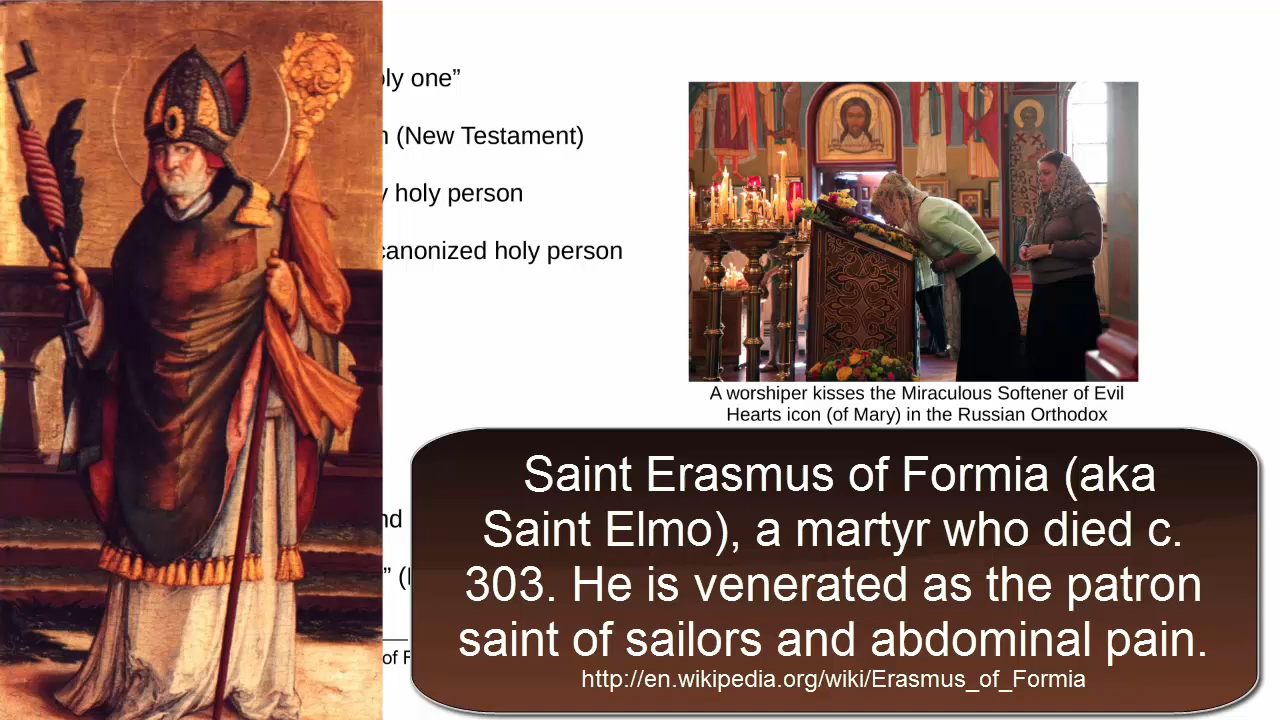 ly one”
(New Testament)
holy person
canonized holy person
A worshiper kisses the Miraculous Softener of Evil
Hearts icon (of Mary) in the Russian Orthodox
Saint Erasmus of Formia (aka
Saint Elmo), a martyr who died c.
303. He is venerated as the patron
saint of sailors and abdominal pain.
http://en.wikipedia.org/wiki/Erasmus_of_Formia
nd
” (
of F